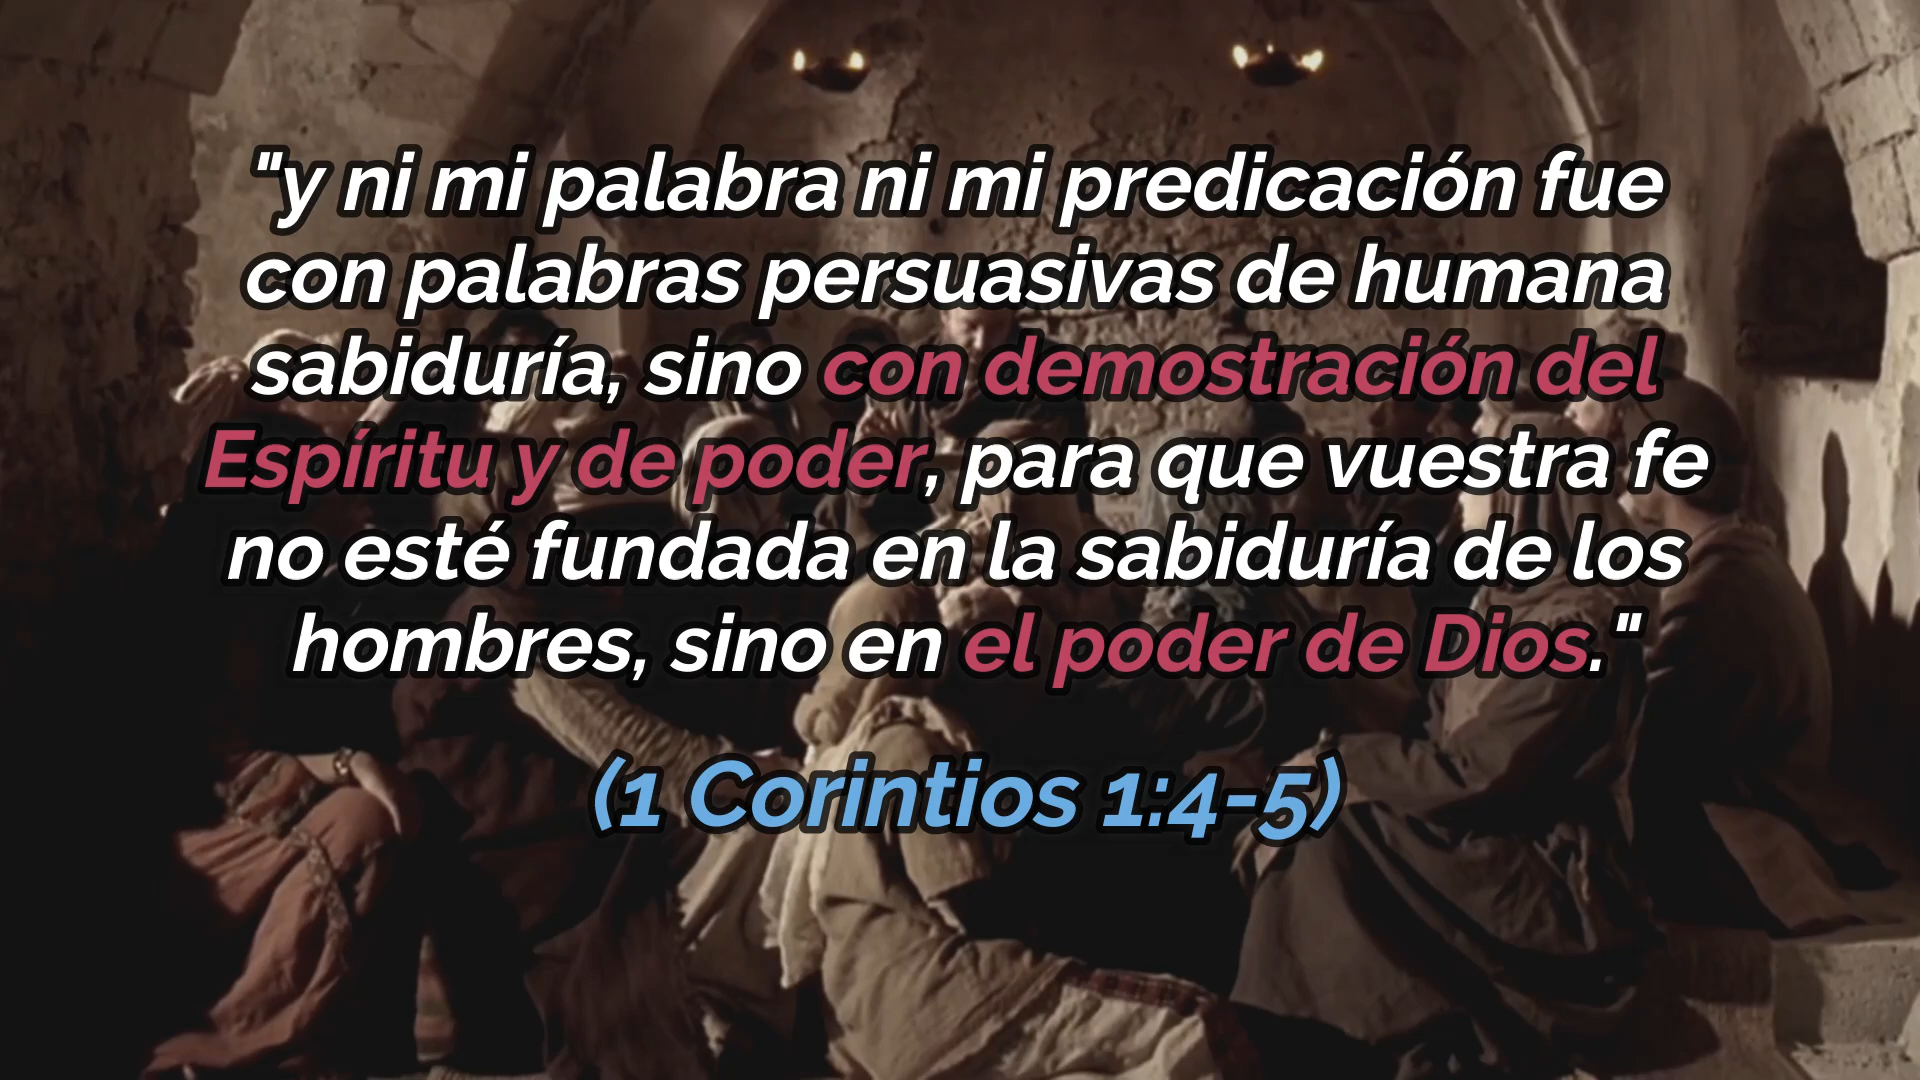 "y ni mi palabra ni mi predicación fue
con palabras persuasivas de humana
sabiduría, sino con demostración del
Espíritu y de poder, para que vuestra fe
no esté fundada en la sabiduría de los
hombres, sino en el poder de Dios."
(1 Corintios 1:4-5)